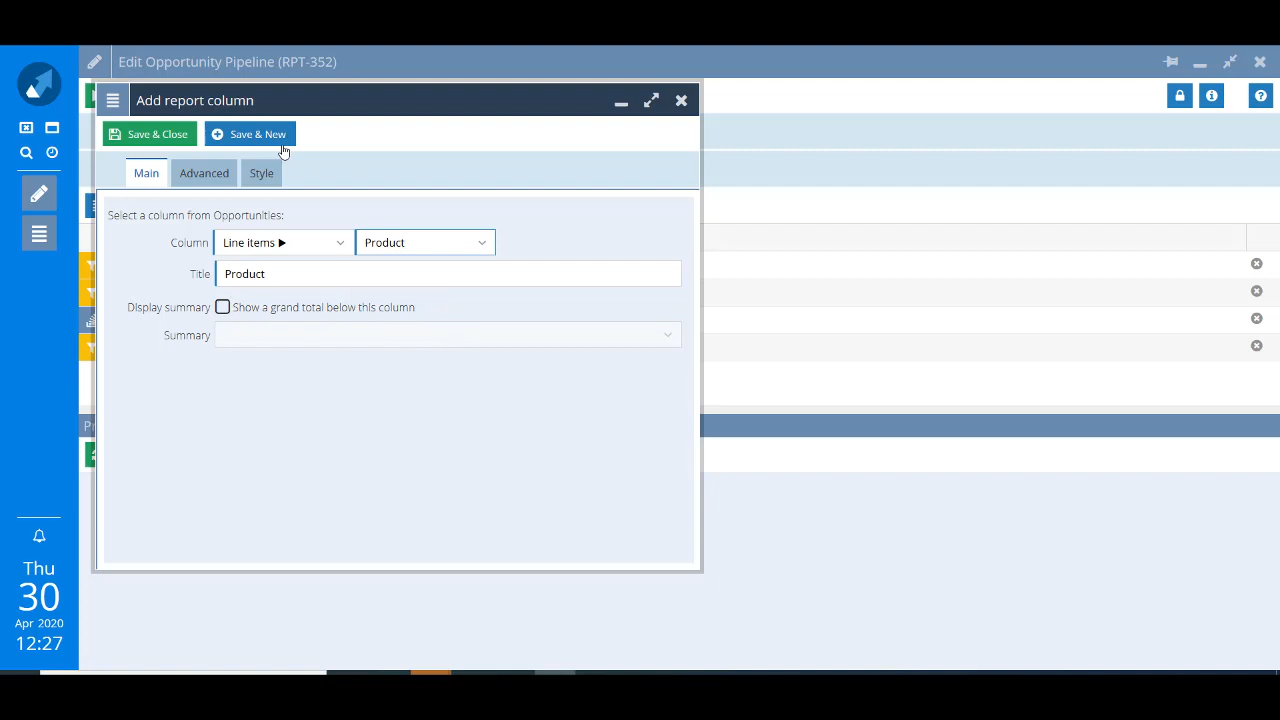 Edit Opportunity Pipeline (RPT-352)
Add report column
Save & Close
Save & New
Main
Advanced
Style
Select a column from Opportunities:
Column
Line items ▶
Product
Title
Product
Display summary
Show a grand total below this column
Summary
Thu
30
Apr 2020
12:27